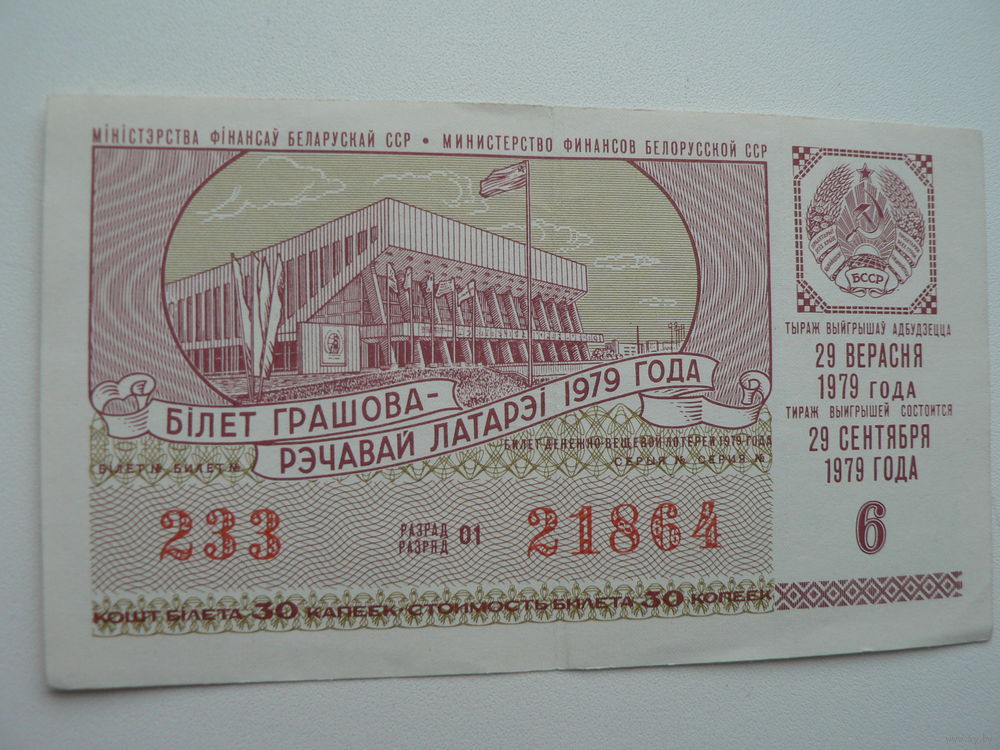 МІНІСТЭРСТВА ФІНАНСАЎ БЕЛАРУСКАЙ ССР • МИНИСТЕРСТВО ФИНАНСОВ БЕЛОРУССКОЙ ССР
БІЛЕТ ГРАШОВА-
РЭЧАВАЙ ЛАТАРЭІ 1979 ГОДА
БИЛЕТ ДЕНЕЖНО-ВЕЩЕВОЙ ЛОТЕРЕИ 1979 ГОДА
БІЛЕТ № БИЛЕТ №
СЕРЫЯ № СЕРИЯ №
233
РАЗРАД
РАЗРЯД 01
21864
КОШТ БІЛЕТА 30 КАПЕЕК · СТОИМОСТЬ БИЛЕТА 30 КОПЕЕК
БССР
ТЫРАЖ ВЫЙГРЫШАЎ АДБУДЗЕЦЦА
29 ВЕРАСНЯ
1979 ГОДА
ТИРАЖ ВЫИГРЫШЕЙ СОСТОИТСЯ
29 СЕНТЯБРЯ
1979 ГОДА
6